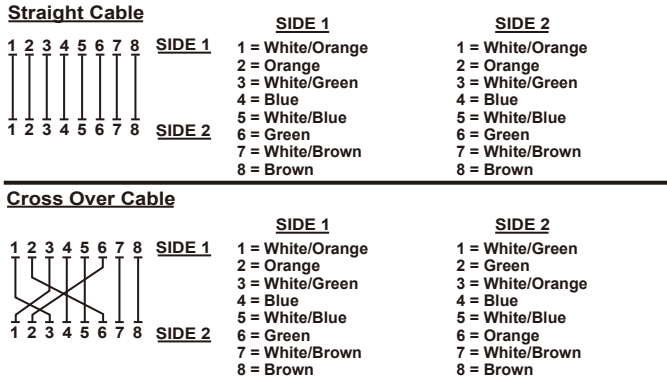 Straight Cable
1 2 3 4 5 6 7 8 SIDE 1
1 2 3 4 5 6 7 8 SIDE 2
SIDE 1
1 = White/Orange
2 = Orange
3 = White/Green
4 = Blue
5 = White/Blue
6 = Green
7 = White/Brown
8 = Brown
SIDE 2
1 = White/Orange
2 = Orange
3 = White/Green
4 = Blue
5 = White/Blue
6 = Green
7 = White/Brown
8 = Brown
Cross Over Cable
1 2 3 4 5 6 7 8 SIDE 1
1 2 3 4 5 6 7 8 SIDE 2
SIDE 1
1 = White/Orange
2 = Orange
3 = White/Green
4 = Blue
5 = White/Blue
6 = Green
7 = White/Brown
8 = Brown
SIDE 2
1 = White/Green
2 = Green
3 = White/Orange
4 = Blue
5 = White/Blue
6 = Orange
7 = White/Brown
8 = Brown